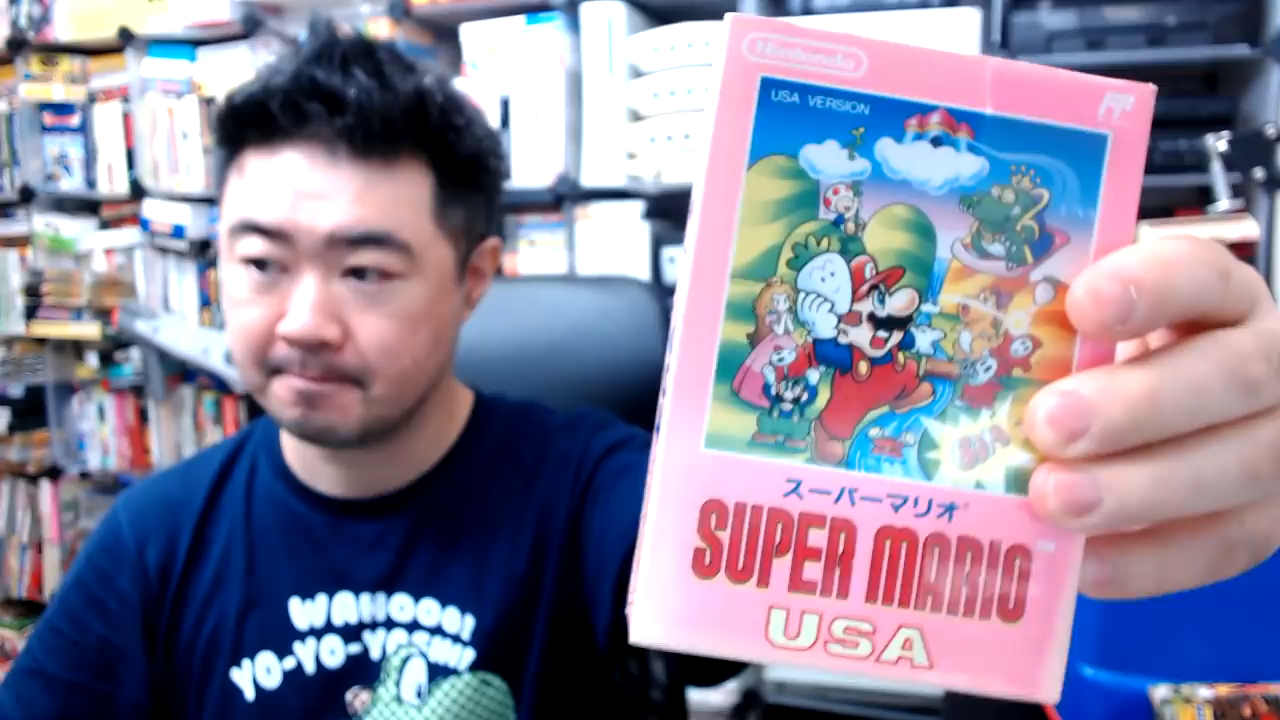 Nintendo
USA VERSION
スーパーマリオ
SUPER MARIO
USA
WAHOOO!
YO-YO-YOSHI!